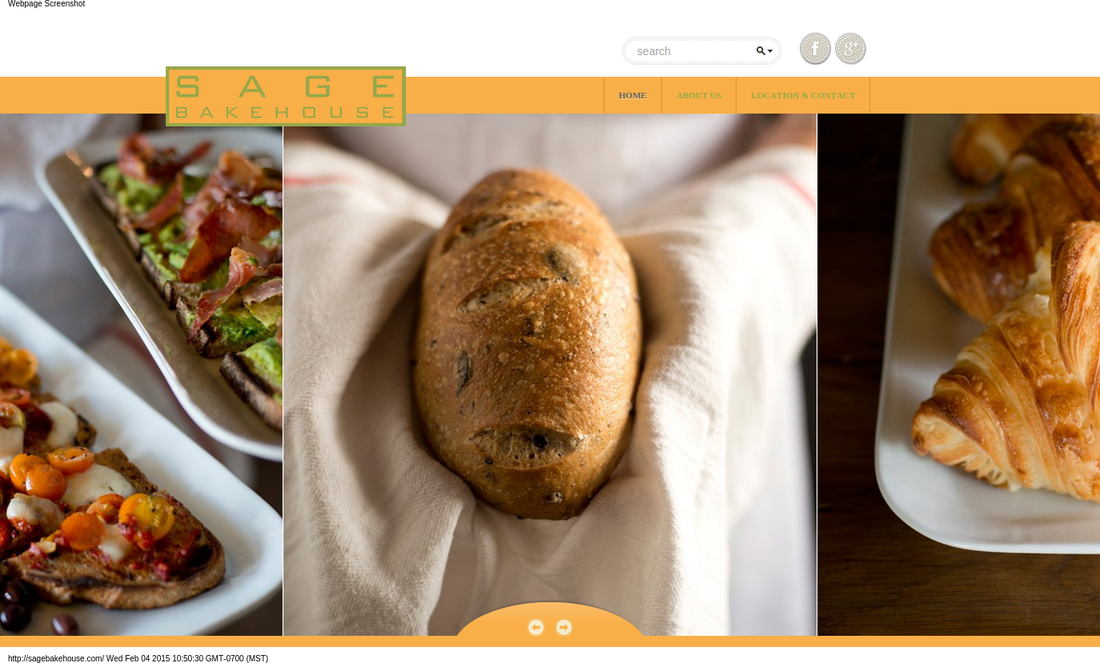 Webpage Screenshot
search
f
g+
SAGE
BAKEHOUSE
HOME
ABOUT US
LOCATION & CONTACT
http://sagebakehouse.com/ Wed Feb 04 2015 10:50:30 GMT-0700 (MST)